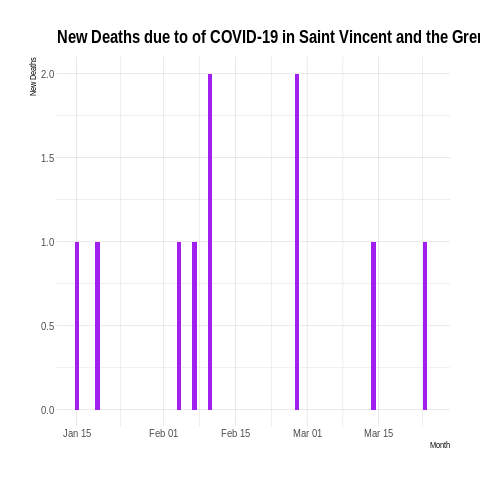 New Deaths due to of COVID-19 in Saint Vincent and the Gre
New Deaths
2.0
1.5
1.0
0.5
0.0
Jan 15 Feb 01 Feb 15 Mar 01 Mar 15
Month